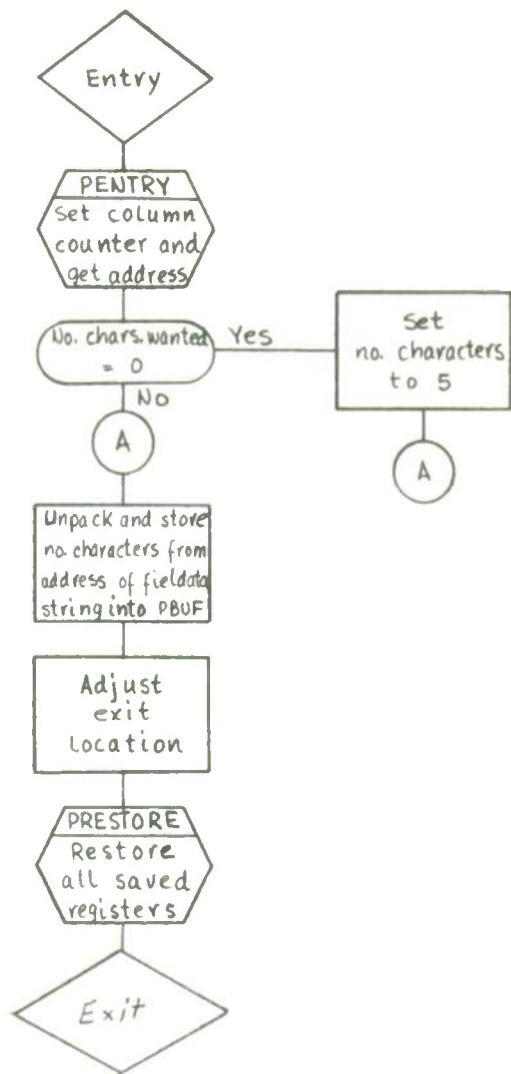 Entry
PENTRY
Set column
counter and
get address
No. chars. wanted
= 0
Yes
Set
no. characters
to 5
No
A
A
Unpack and store
no. characters from
address of fieldata
string into PBUF
Adjust
exit
Location
PRESTORE
Restore
all saved
registers
Exit